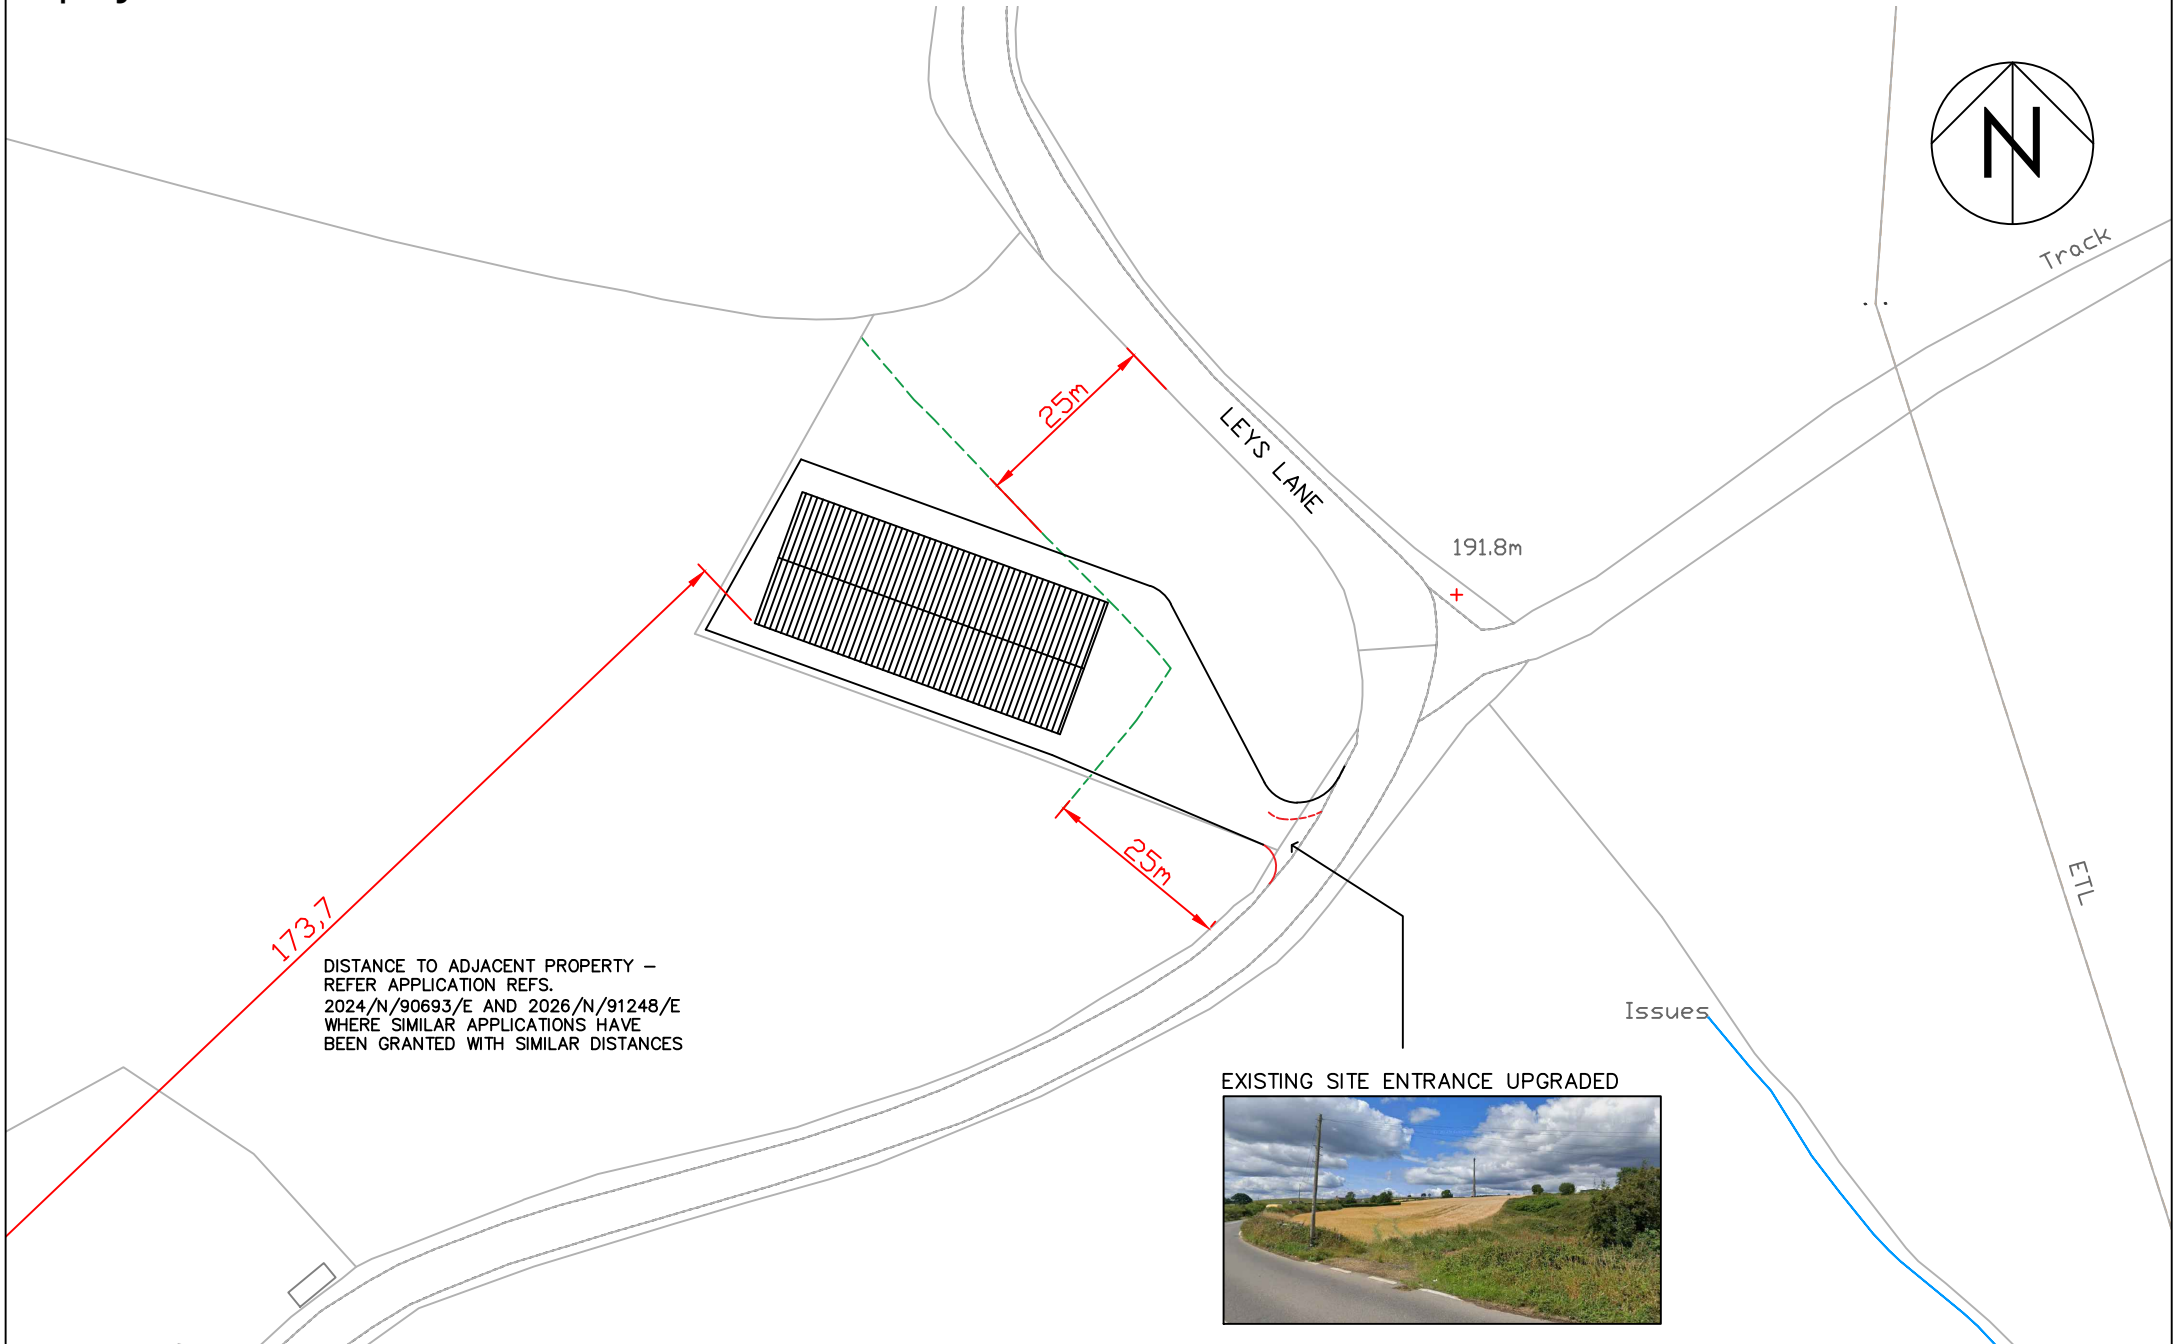 N
Track
25m
LEYS LANE
191.8m
25m
ETL
173,7
DISTANCE TO ADJACENT PROPERTY –
REFER APPLICATION REFS.
2024/N/90693/E AND 2026/N/91248/E
WHERE SIMILAR APPLICATIONS HAVE
BEEN GRANTED WITH SIMILAR DISTANCES
Issues
EXISTING SITE ENTRANCE UPGRADED